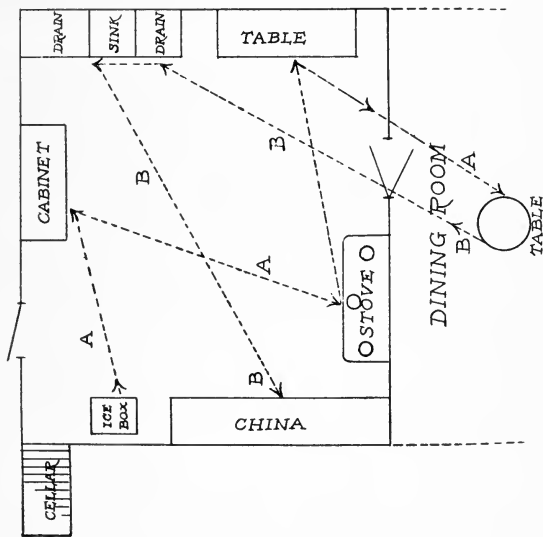 DRAIN
SINK
DRAIN
TABLE
CABINET
B
B
A
A
B
A
B
ICE
BOX
STOVE
CHINA
CELLAR
DINING ROOM
TABLE